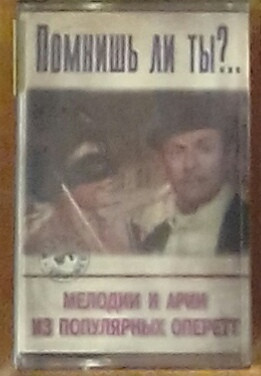 Помнишь ли ты?..
МЕЛОДИИ И АРИИ
ИЗ ПОПУЛЯРНЫХ ОПЕРЕТТ